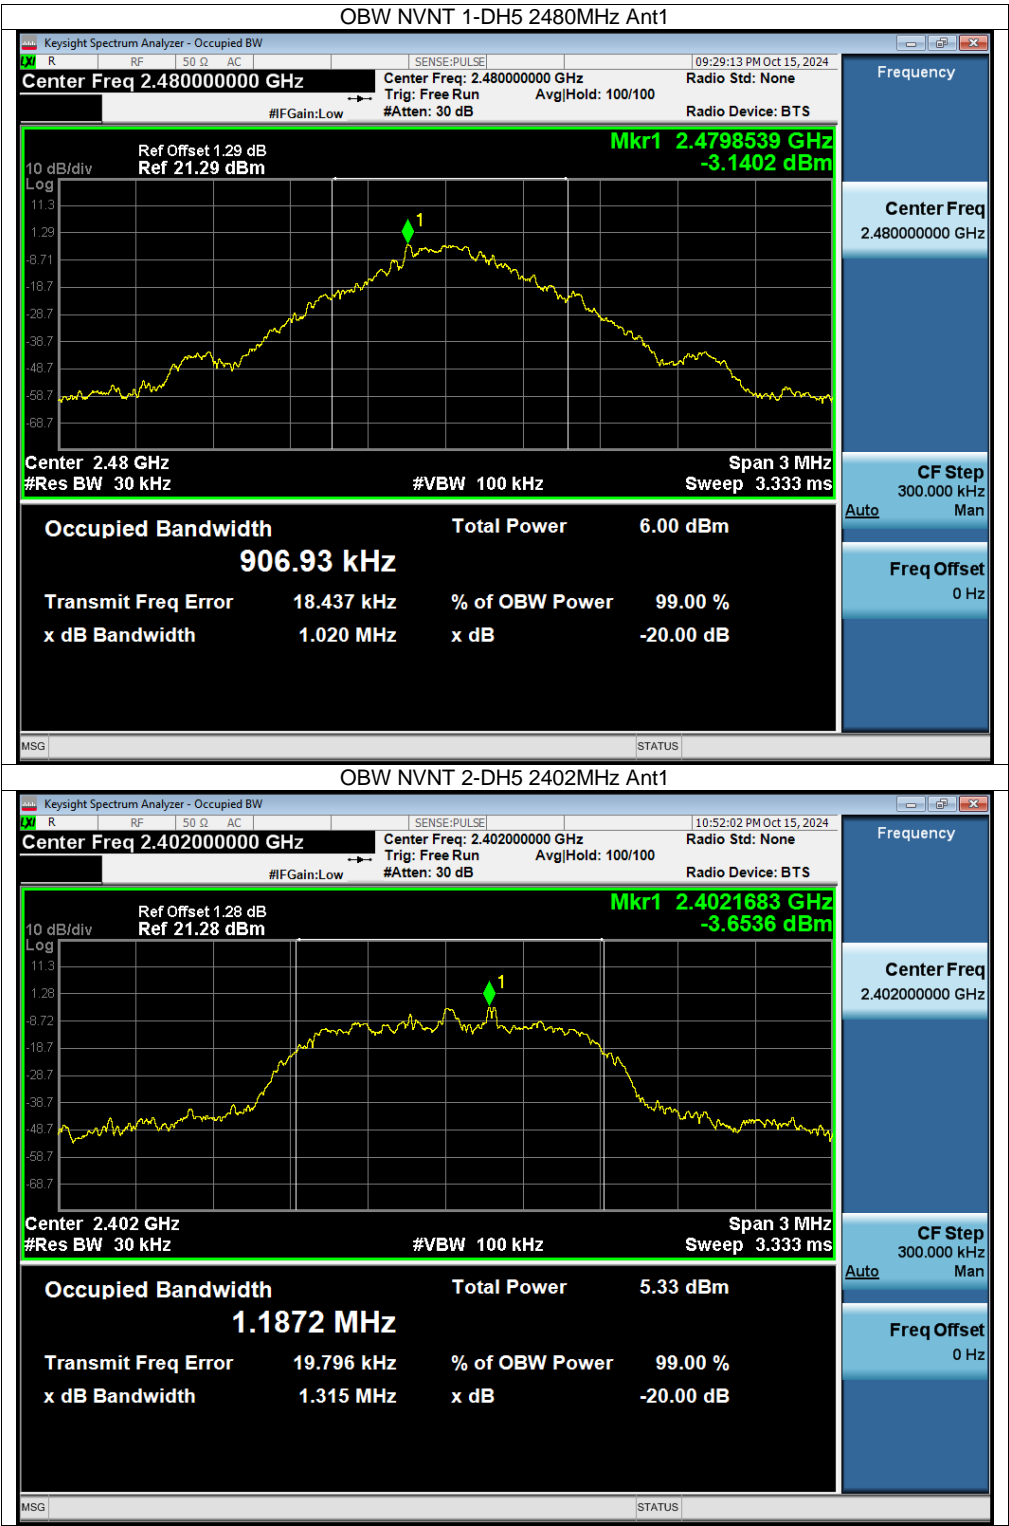 OBW NVNT 1-DH5 2480MHz Ant1
Keysight Spectrum Analyzer - Occupied BW
LXI R RF 50 Ω AC SENSE:PULSE 09:29:13 PM Oct 15, 2024
Center Freq 2.480000000 GHz
Center Freq: 2.480000000 GHz
Radio Std: None
Trig: Free Run Avg|Hold: 100/100
#IFGain:Low
#Atten: 30 dB
Radio Device: BTS
Frequency
Mkr1 2.4798539 GHz
-3.1402 dBm
Ref Offset 1.29 dB
10 dB/div Ref 21.29 dBm
Log
11.3
1.29
-8.71
-18.7
-28.7
-38.7
-48.7
-58.7
-68.7
1
Center 2.48 GHz
Span 3 MHz
#Res BW 30 kHz
#VBW 100 kHz
Sweep 3.333 ms
Center Freq
2.480000000 GHz
CF Step
300.000 kHz
Auto Man
Freq Offset
0 Hz
Occupied Bandwidth
906.93 kHz
Total Power 6.00 dBm
Transmit Freq Error 18.437 kHz
% of OBW Power 99.00 %
x dB Bandwidth 1.020 MHz
x dB -20.00 dB
MSG STATUS
OBW NVNT 2-DH5 2402MHz Ant1
Keysight Spectrum Analyzer - Occupied BW
LXI R RF 50 Ω AC SENSE:PULSE 10:52:02 PM Oct 15, 2024
Center Freq 2.402000000 GHz
Center Freq: 2.402000000 GHz
Radio Std: None
Trig: Free Run Avg|Hold: 100/100
#IFGain:Low
#Atten: 30 dB
Radio Device: BTS
Frequency
Mkr1 2.4021683 GHz
-3.6536 dBm
Ref Offset 1.28 dB
10 dB/div Ref 21.28 dBm
Log
11.3
1.28
-8.72
-18.7
-28.7
-38.7
-48.7
-58.7
-68.7
1
Center 2.402 GHz
Span 3 MHz
#Res BW 30 kHz
#VBW 100 kHz
Sweep 3.333 ms
Center Freq
2.402000000 GHz
CF Step
300.000 kHz
Auto Man
Freq Offset
0 Hz
Occupied Bandwidth
1.1872 MHz
Total Power 5.33 dBm
Transmit Freq Error 19.796 kHz
% of OBW Power 99.00 %
x dB Bandwidth 1.315 MHz
x dB -20.00 dB
MSG STATUS